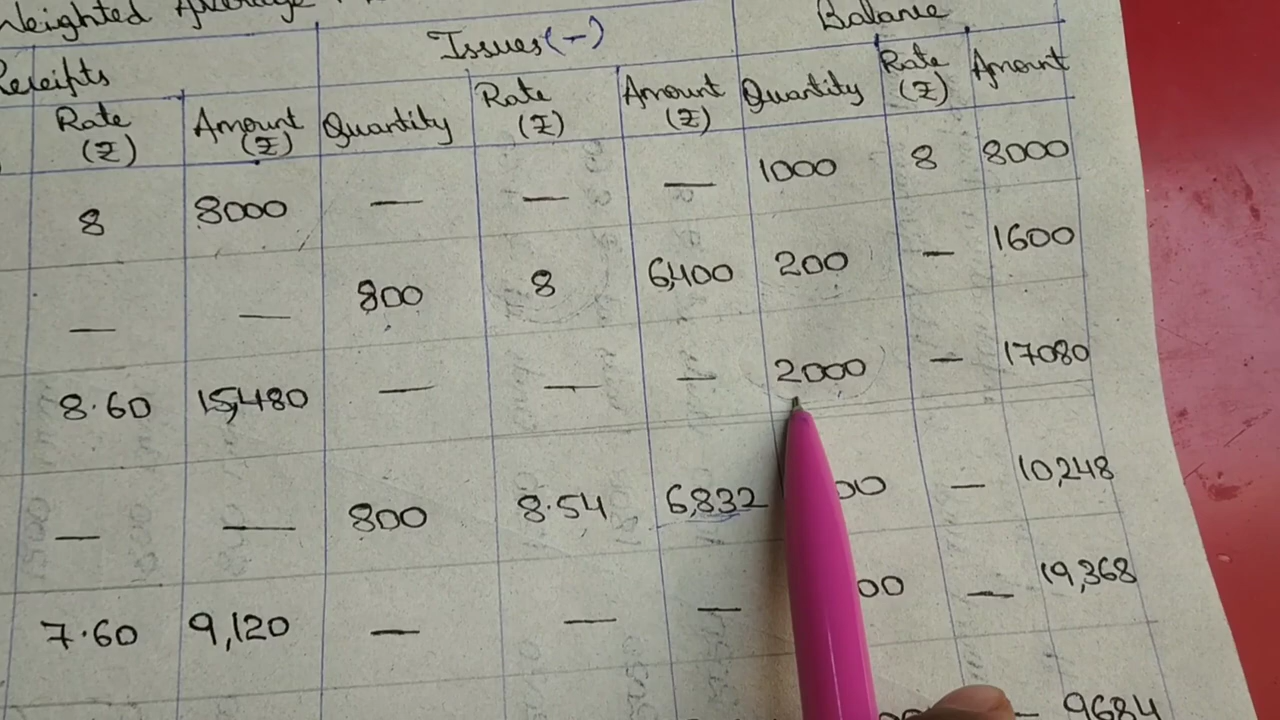 Weighted Average
Receipts Issues(-) Balance
Rate (₹) Amount (₹) Quantity Rate (₹) Amount (₹) Quantity Rate (₹) Amount
8 8000 — — — 1000 8 8000
— — 800 8 6,400 200 — 1600
8.60 15,480 — — — 2000 — 17080
— — 800 8.54 6,832 — 10,248
7.60 9,120 — — — — 19,368
— 9684